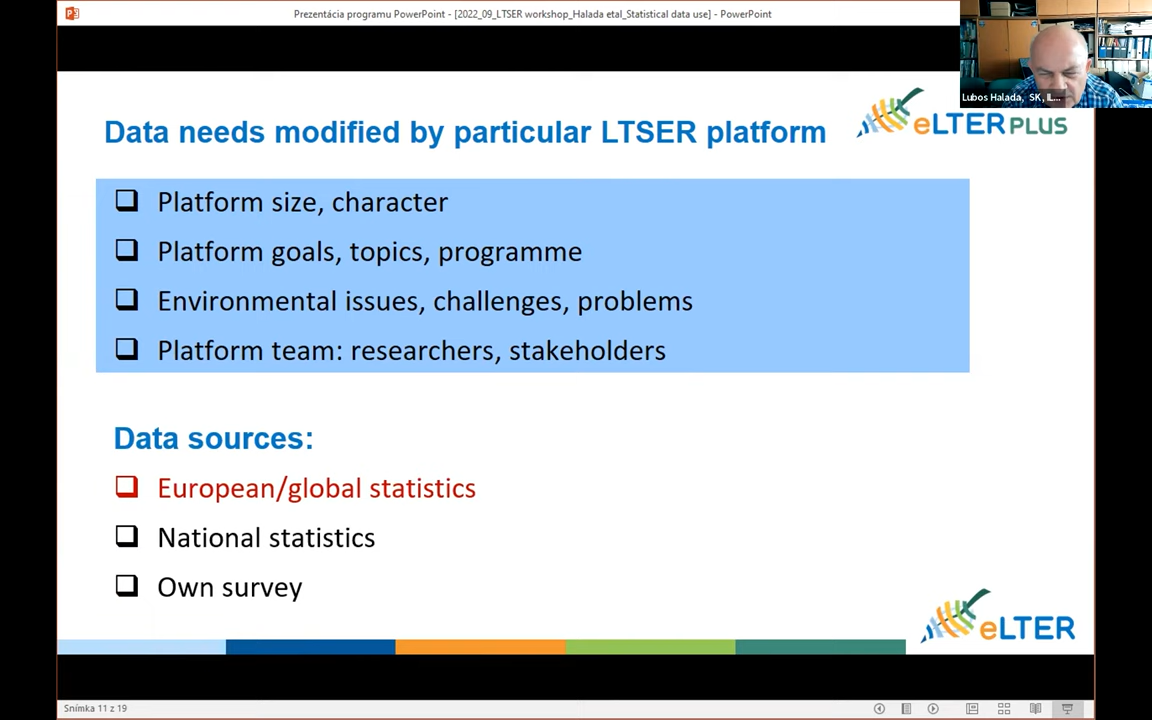 Prezentácia programu PowerPoint - [2022_09_LTSER workshop_Halada etal_Statistical data use] - PowerPoint
Lubos Halada, SK, IL...
eLTER PLUS
Data needs modified by particular LTSER platform
Platform size, character
Platform goals, topics, programme
Environmental issues, challenges, problems
Platform team: researchers, stakeholders
Data sources:
European/global statistics
National statistics
Own survey
eLTER
Snímka 11 z 19